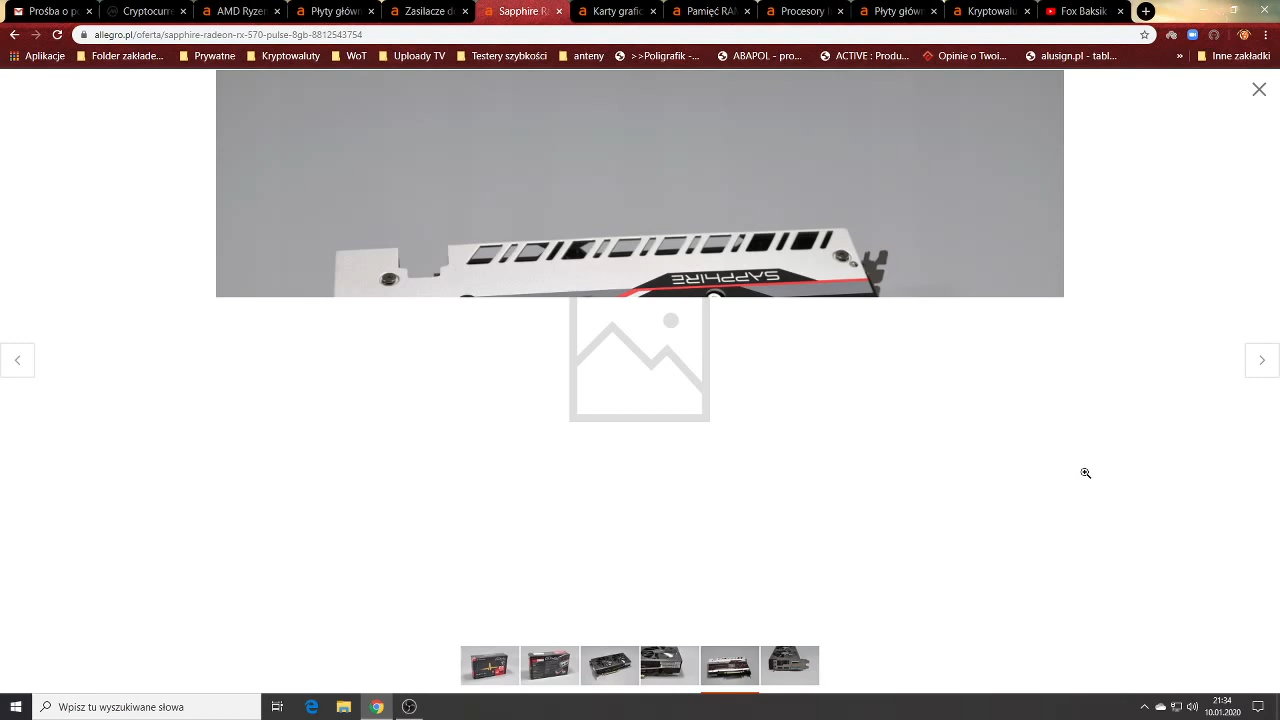 Prośba o po
Cryptocurre
AMD Ryzen
Płyty główn
Zasilacze do
Sapphire R
Karty grafic
Pamięć RAM
Procesory I
Płyty główn
Kryptowalu
Fox Baksik
allegro.pl/oferta/sapphire-radeon-rx-570-pulse-8gb-8812543754
Aplikacje
Folder zakłade...
Prywatne
Kryptowaluty
WoT
Uploady TV
Testery szybkości
anteny
>>Poligrafik -...
ABAPOL - pro...
ACTIVE : Produ...
Opinie o Twoi...
alusign.pl - tabl...
»
Inne zakładki
SAPPHIRE
Wpisz tu wyszukiwane słowa
21:34
10.01.2020